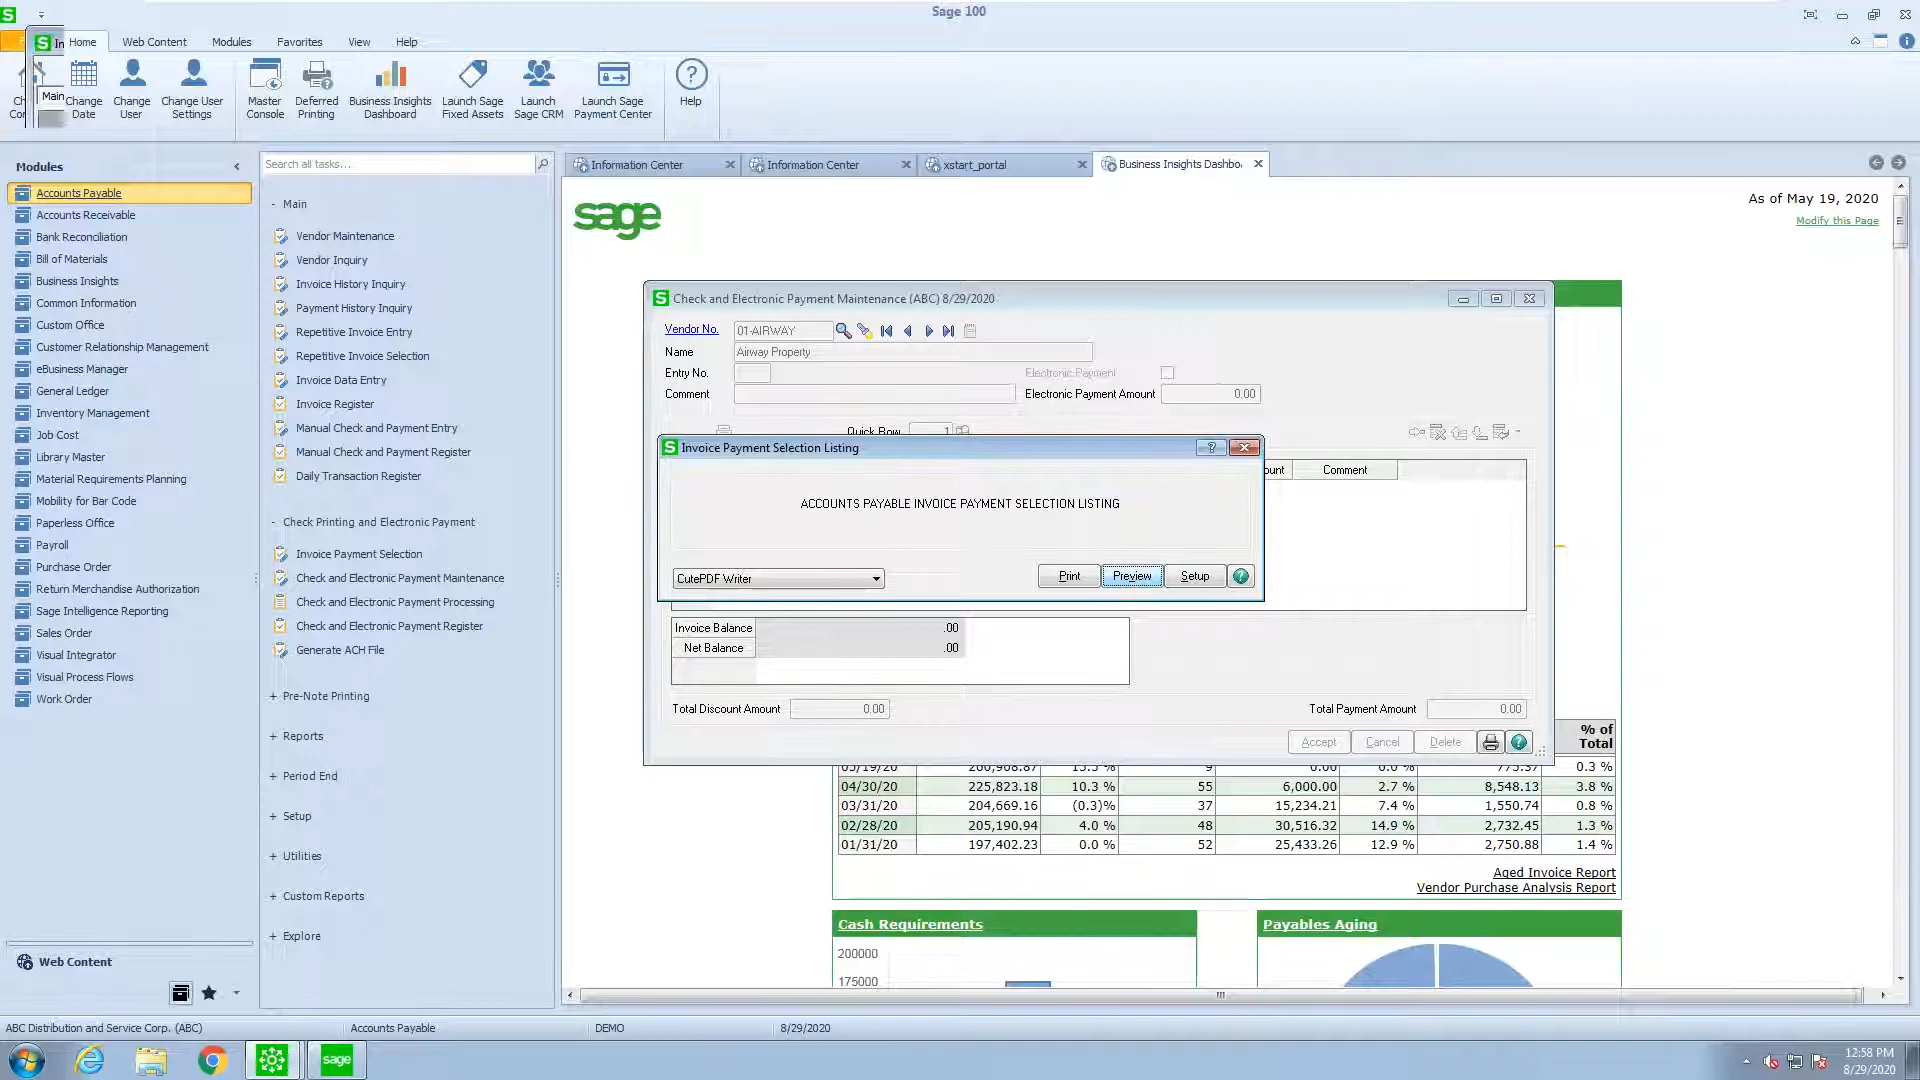 Sage 100
In
Home
Web Content
Modules
Favorites
View
Help
Main
Change
Date
Change
User
Change User
Settings
Master
Console
Deferred
Printing
Business Insights
Dashboard
Launch Sage
Fixed Assets
Launch
Sage CRM
Launch Sage
Payment Center
Help
Modules
Accounts Payable
Accounts Receivable
Bank Reconciliation
Bill of Materials
Business Insights
Common Information
Custom Office
Customer Relationship Management
eBusiness Manager
General Ledger
Inventory Management
Job Cost
Library Master
Material Requirements Planning
Mobility for Bar Code
Paperless Office
Payroll
Purchase Order
Return Merchandise Authorization
Sage Intelligence Reporting
Sales Order
Visual Integrator
Visual Process Flows
Work Order
Web Content
Search all tasks...
- Main
Vendor Maintenance
Vendor Inquiry
Invoice History Inquiry
Payment History Inquiry
Repetitive Invoice Entry
Repetitive Invoice Selection
Invoice Data Entry
Invoice Register
Manual Check and Payment Entry
Manual Check and Payment Register
Daily Transaction Register
- Check Printing and Electronic Payment
Invoice Payment Selection
Check and Electronic Payment Maintenance
Check and Electronic Payment Processing
Check and Electronic Payment Register
Generate ACH File
+ Pre-Note Printing
+ Reports
+ Period End
+ Setup
+ Utilities
+ Custom Reports
+ Explore
Information Center
Information Center
xstart_portal
Business Insights Dashbo
sage
As of May 19, 2020
Modify this Page
Check and Electronic Payment Maintenance (ABC) 8/29/2020
Vendor No. 01-AIRWAY
Name Airway Property
Entry No.
Electronic Payment
Comment
Electronic Payment Amount 0.00
Quick Row 1
Comment
Invoice Payment Selection Listing
ACCOUNTS PAYABLE INVOICE PAYMENT SELECTION LISTING
CutePDF Writer
Print
Preview
Setup
Invoice Balance .00
Net Balance .00
Total Discount Amount 0.00
Total Payment Amount 0.00
Accept
Cancel
Delete
% of
Total
0.3 %
04/30/20 225,823.18 10.3 % 55 6,000.00 2.7 % 8,548.13 3.8 %
03/31/20 204,669.16 (0.3)% 37 15,234.21 7.4 % 1,550.74 0.8 %
02/28/20 205,190.94 4.0 % 48 30,516.32 14.9 % 2,732.45 1.3 %
01/31/20 197,402.23 0.0 % 52 25,433.26 12.9 % 2,750.88 1.4 %
Aged Invoice Report
Vendor Purchase Analysis Report
Cash Requirements
200000
175000
Payables Aging
ABC Distribution and Service Corp. (ABC)
Accounts Payable
DEMO
8/29/2020
sage
12:58 PM
8/29/2020